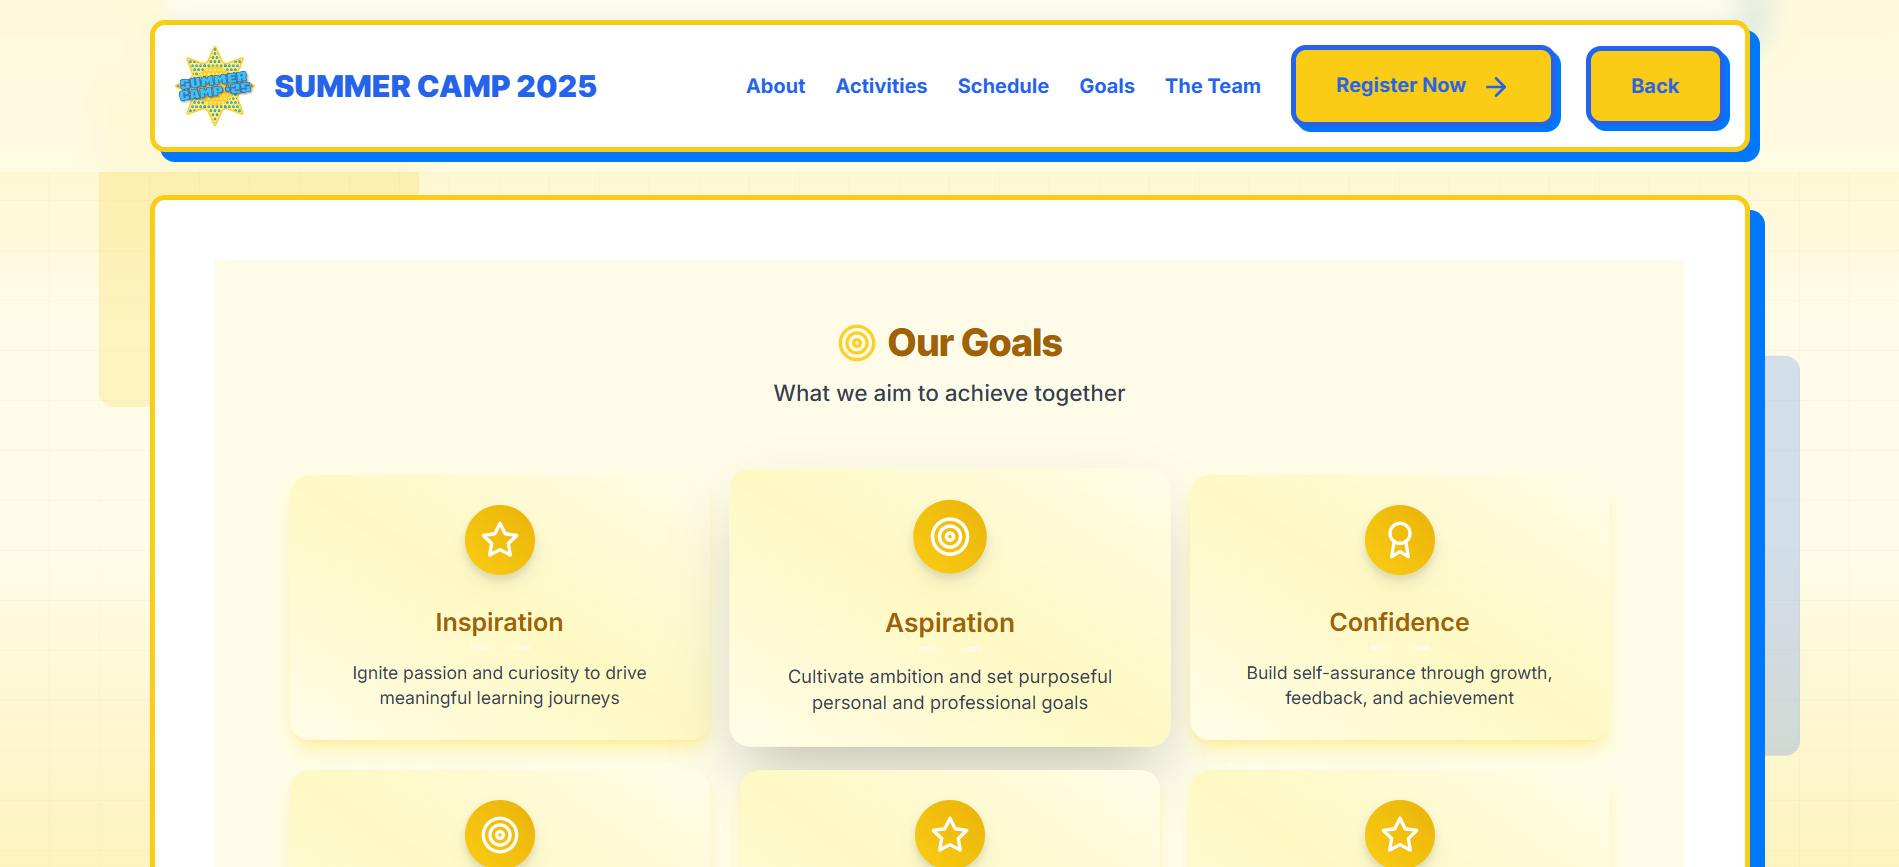 SUMMER
CAMP '25
SUMMER CAMP 2025
About
Activities
Schedule
Goals
The Team
Register Now
Back
Our Goals
What we aim to achieve together
Inspiration
Ignite passion and curiosity to drive
meaningful learning journeys
Aspiration
Cultivate ambition and set purposeful
personal and professional goals
Confidence
Build self-assurance through growth,
feedback, and achievement